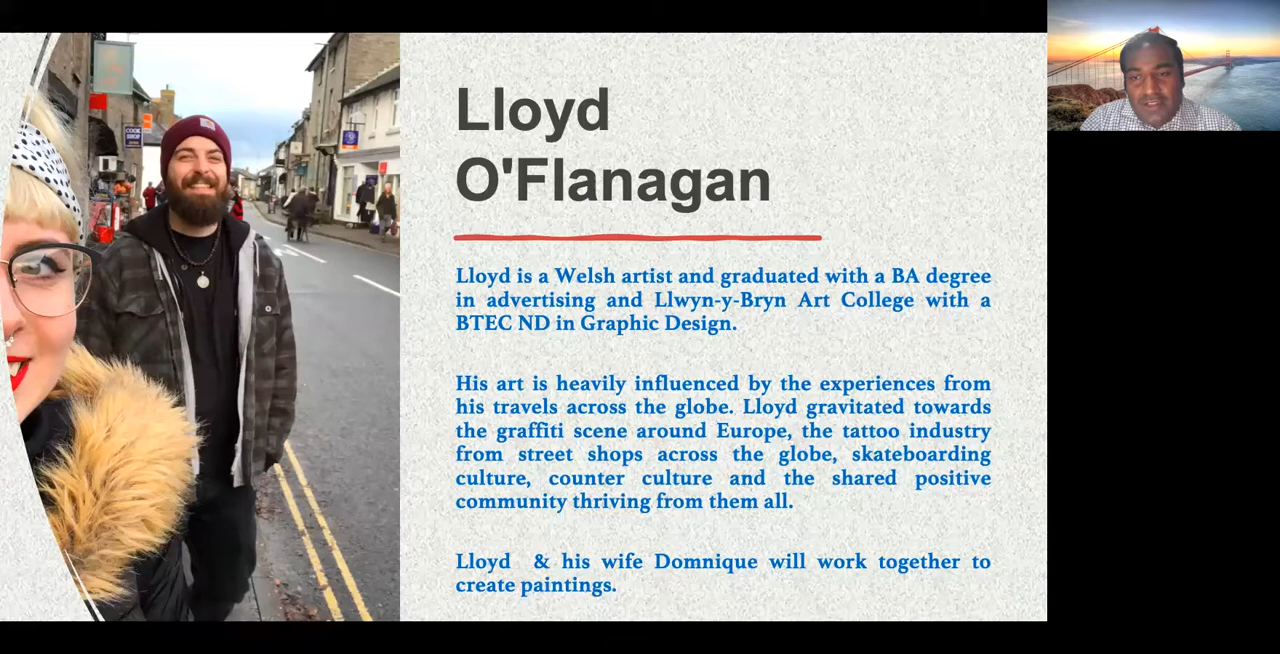 Lloyd
O'Flanagan
Lloyd is a Welsh artist and graduated with a BA degree
in advertising and Llwyn-y-Bryn Art College with a
BTEC ND in Graphic Design.
His art is heavily influenced by the experiences from
his travels across the globe. Lloyd gravitated towards
the graffiti scene around Europe, the tattoo industry
from street shops across the globe, skateboarding
culture, counter culture and the shared positive
community thriving from them all.
Lloyd & his wife Domnique will work together to
create paintings.
COOK
SHOP